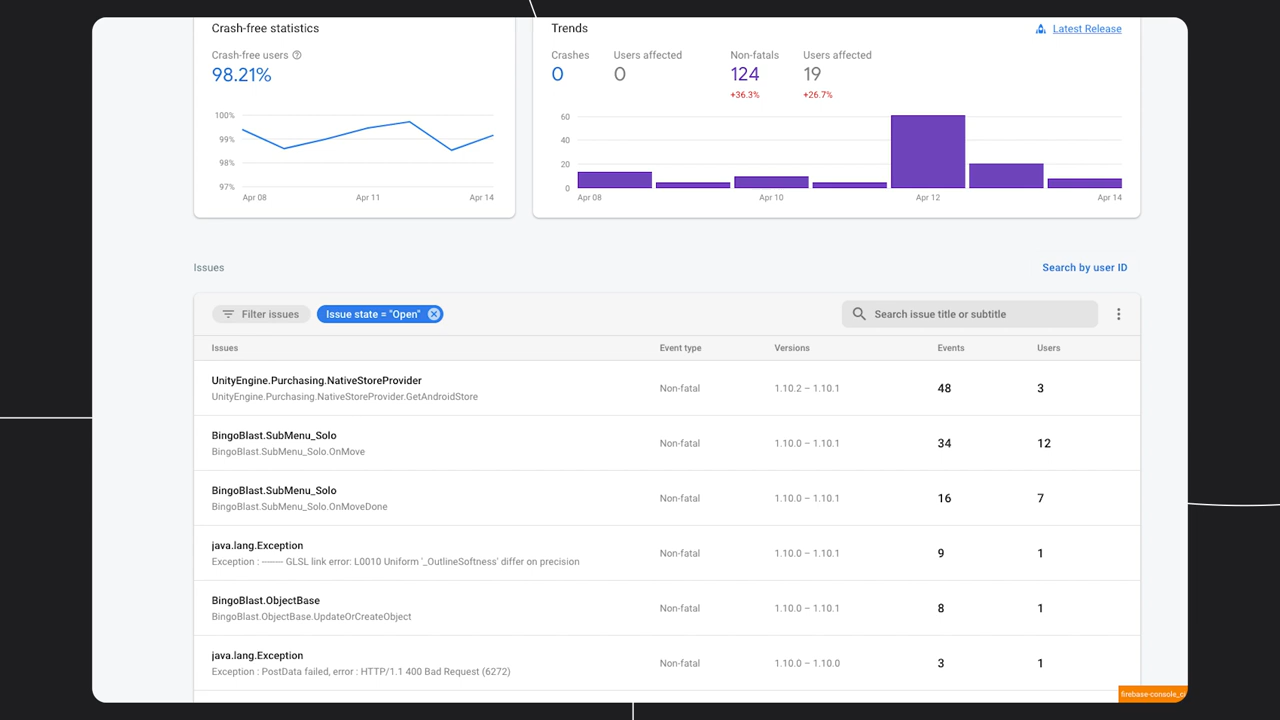 Crash-free statistics
Crash-free users
98.21%
100%
99%
98%
97%
Apr 08 Apr 11 Apr 14
Trends Latest Release
Crashes Users affected Non-fatals Users affected
0 0 124 19
+36.3% +26.7%
60
40
20
0
Apr 08 Apr 10 Apr 12 Apr 14
Issues Search by user ID
Filter issues Issue state = "Open" Search issue title or subtitle
Issues Event type Versions Events Users
UnityEngine.Purchasing.NativeStoreProvider
UnityEngine.Purchasing.NativeStoreProvider.GetAndroidStore
Non-fatal 1.10.2 – 1.10.1 48 3
BingoBlast.SubMenu_Solo
BingoBlast.SubMenu_Solo.OnMove
Non-fatal 1.10.0 – 1.10.1 34 12
BingoBlast.SubMenu_Solo
BingoBlast.SubMenu_Solo.OnMoveDone
Non-fatal 1.10.0 – 1.10.1 16 7
java.lang.Exception
Exception : -------- GLSL link error: L0010 Uniform '_OutlineSoftness' differ on precision
Non-fatal 1.10.0 – 1.10.1 9 1
BingoBlast.ObjectBase
BingoBlast.ObjectBase.UpdateOrCreateObject
Non-fatal 1.10.0 – 1.10.1 8 1
java.lang.Exception
Exception : PostData failed, error : HTTP/1.1 400 Bad Request (6272)
Non-fatal 1.10.0 – 1.10.0 3 1